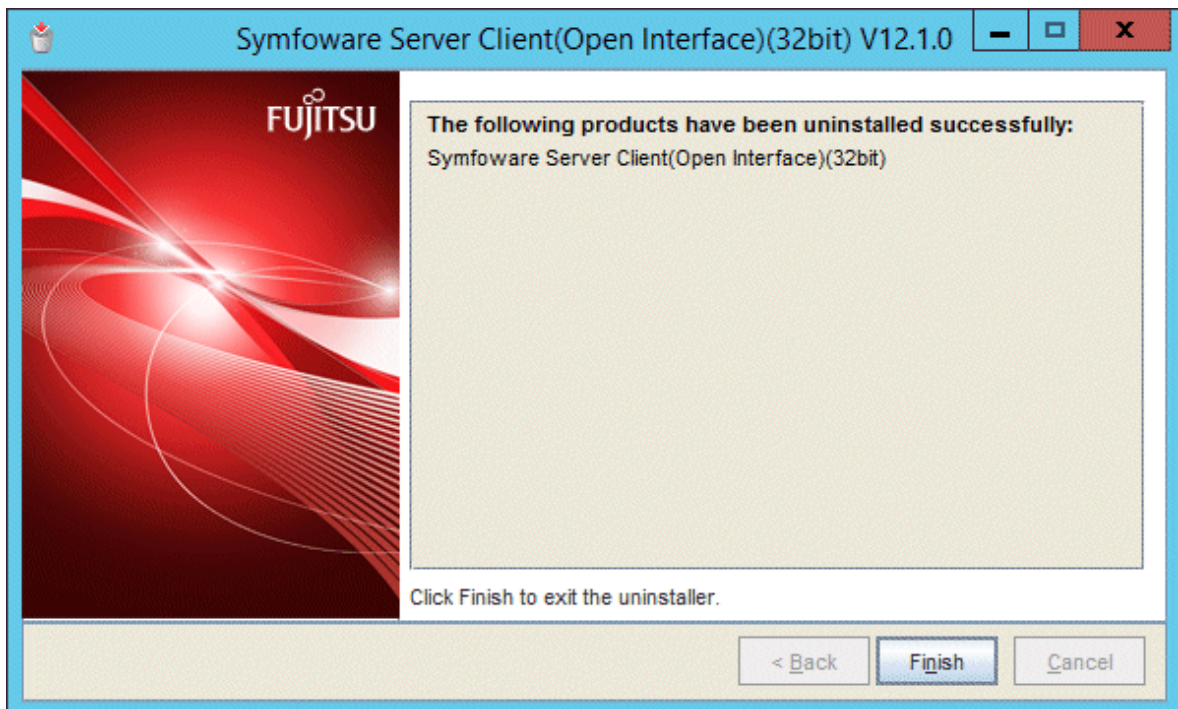 Symfoware Server Client(Open Interface)(32bit) V12.1.0
FUJITSU
The following products have been uninstalled successfully:
Symfoware Server Client(Open Interface)(32bit)
Click Finish to exit the uninstaller.
< Back
Finish
Cancel